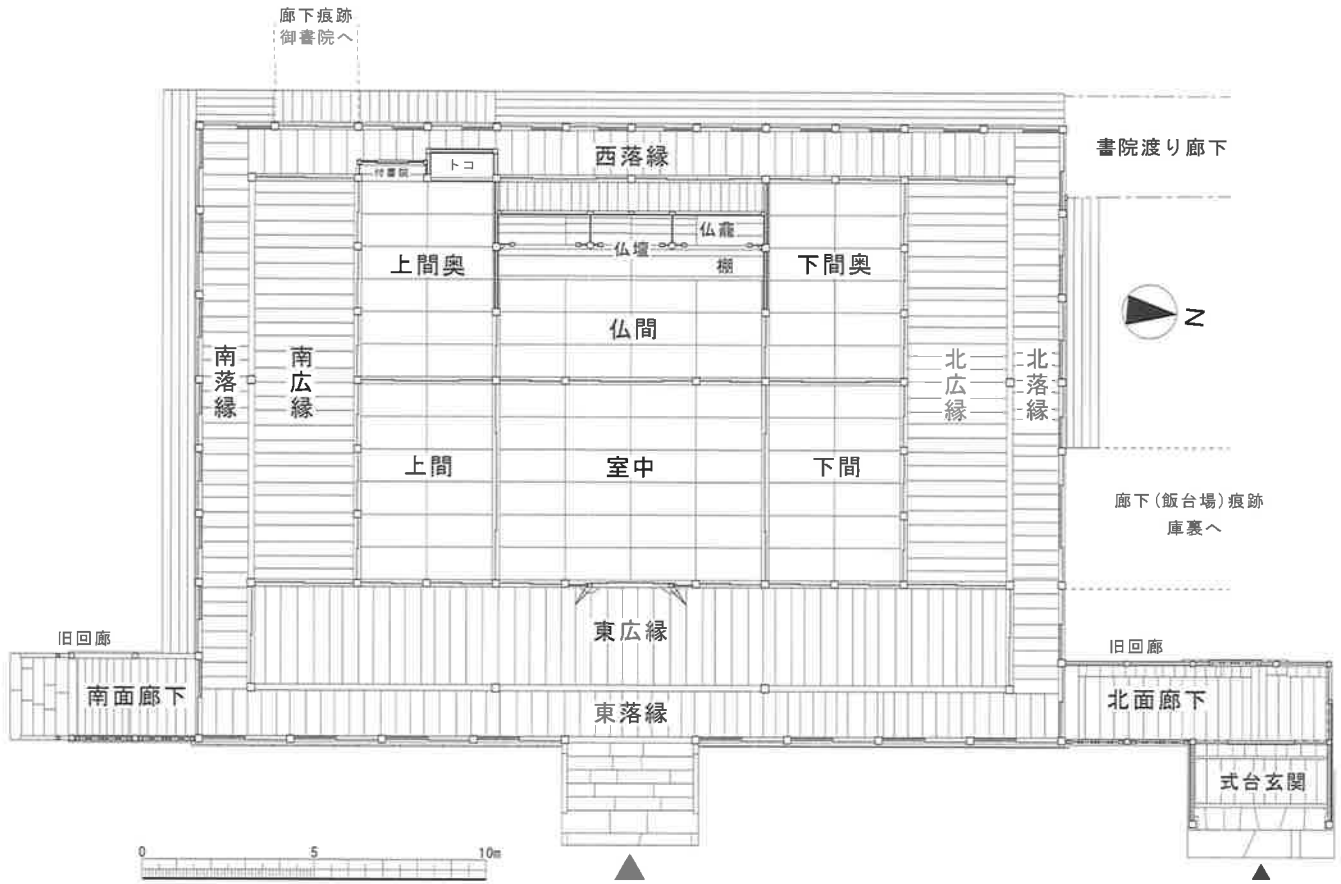 廊下痕跡
御書院へ
書院渡り廊下
西落縁
トコ
付書院
仏龕
仏壇
棚
上間奥
下間奥
仏間
N
南落縁
南広縁
北広縁
北落縁
上間
室中
下間
廊下(飯台場)痕跡
庫裏へ
東広縁
旧回廊
旧回廊
南面廊下
北面廊下
東落縁
式台玄関
0 5 10m